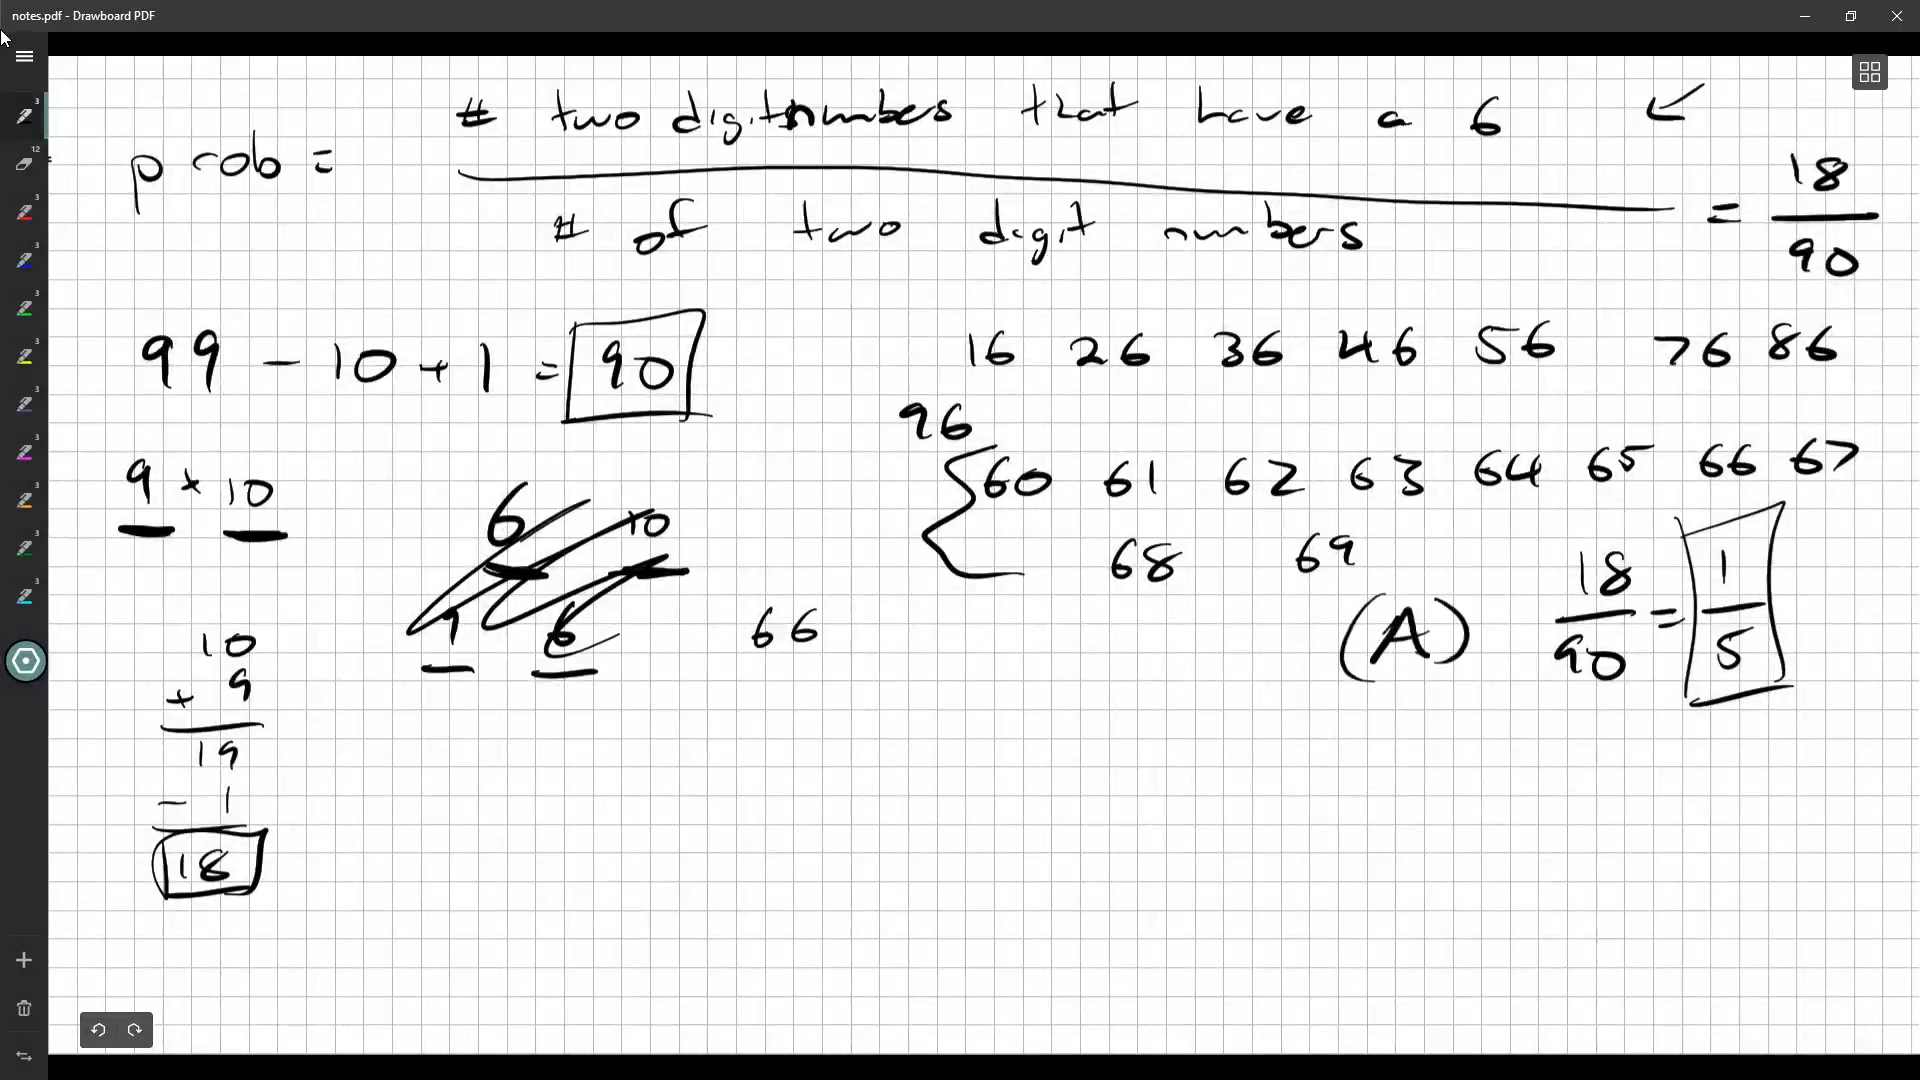 notes.pdf - Drawboard PDF
# two digit numbers that have a 6
prob = 
# of two digit numbers
= 18
90
99 - 10 + 1 = 90
16 26 36 46 56 76 86
96
60 61 62 63 64 65 66 67
68 69
9 * 10
6 10
9 6 66
10
+ 9
19
- 1
18
(A) 18
90
= 1
5